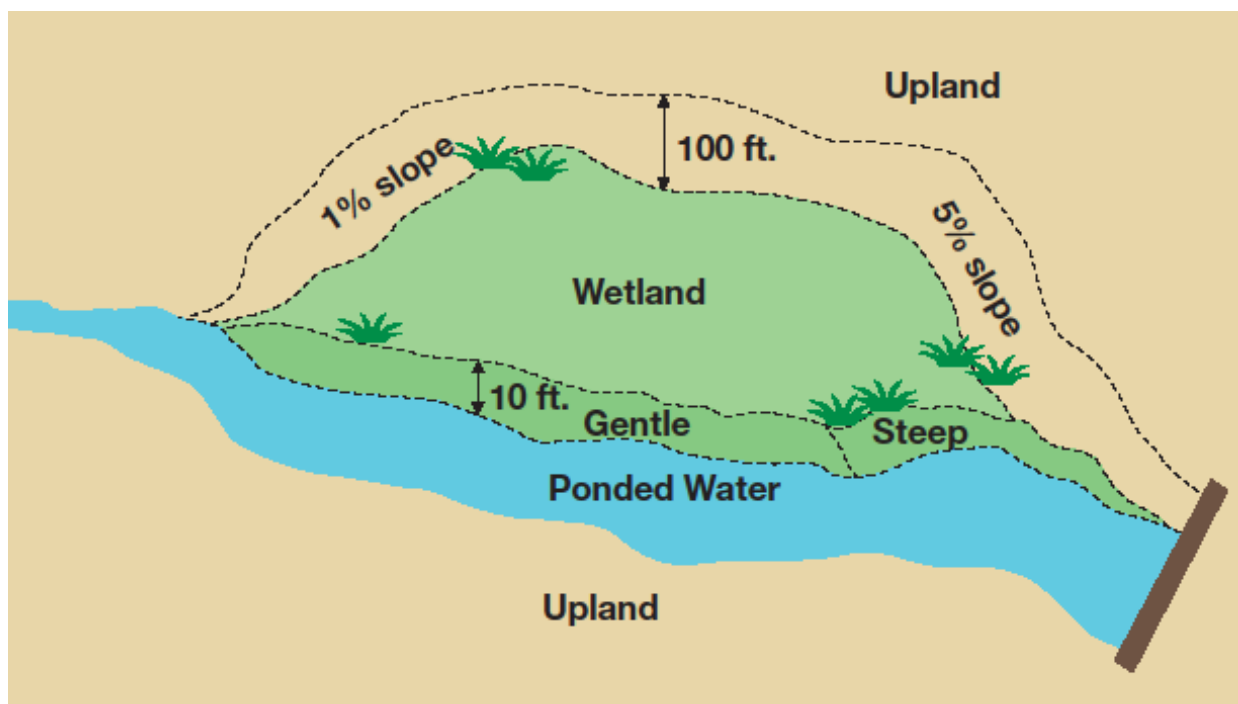 Upland
100 ft.
1% slope
5% slope
Wetland
10 ft.
Gentle
Steep
Ponded Water
Upland